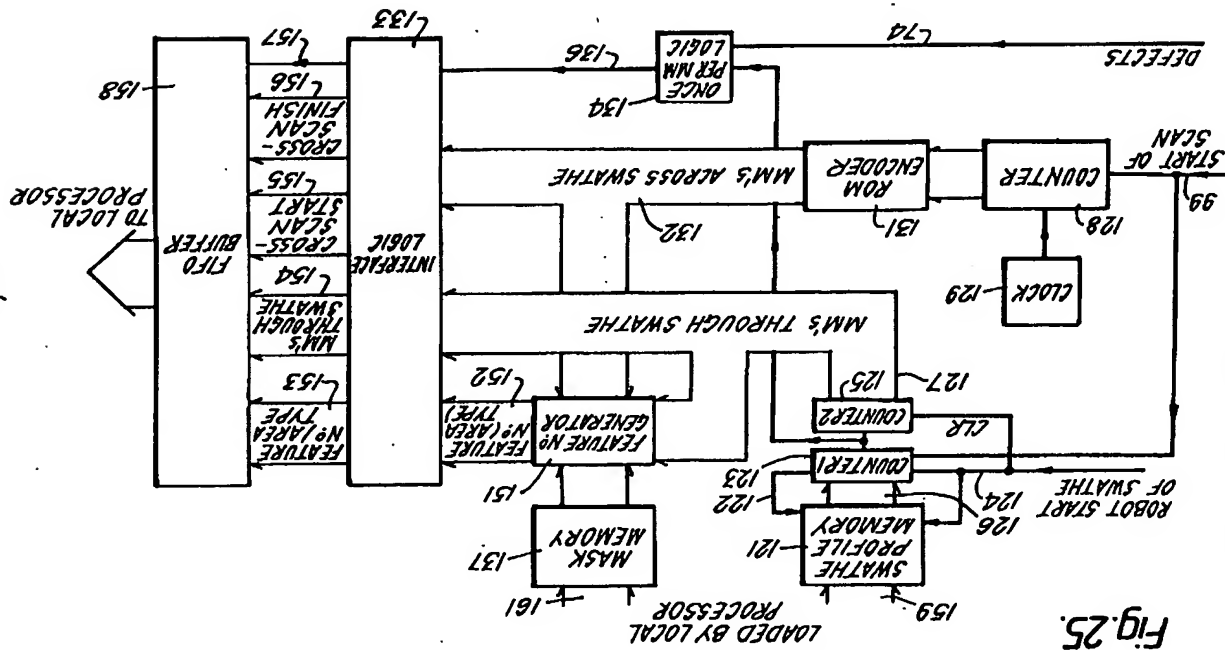 Fig.25.
LOADED BY LOCAL
PROCESSOR
159
161
121
SWATHE
PROFILE
MEMORY
137
MASK
MEMORY
ROBOT START
OF SWATHE
124
126
122
123
COUNTER1
CLR
COUNTER2
125
127
151
FEATURE Nº
GENERATOR
FEATURE
Nº(AREA
TYPE)
152
FEATURE
Nº(AREA
TYPE
153
MM's THROUGH SWATHE
MM's
THROUGH
SWATHE
154
129
CLOCK
99
START OF
SCAN
128
COUNTER
131
ROM
ENCODER
132
MM's ACROSS SWATHE
INTERFACE
LOGIC
133
CROSS-
SCAN
START
155
CROSS-
SCAN
FINISH
156
157
FIFO
BUFFER
158
TO LOCAL
PROCESSOR
DEFECTS
74
134
ONCE
PER MM
LOGIC
136